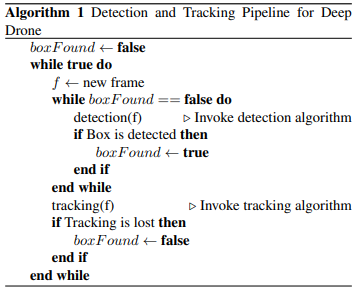 Algorithm 1 Detection and Tracking Pipeline for Deep
Drone
boxFound ← false
while true do
f ← new frame
while boxFound == false do
detection(f) ▷ Invoke detection algorithm
if Box is detected then
boxFound ← true
end if
end while
tracking(f) ▷ Invoke tracking algorithm
if Tracking is lost then
boxFound ← false
end if
end while